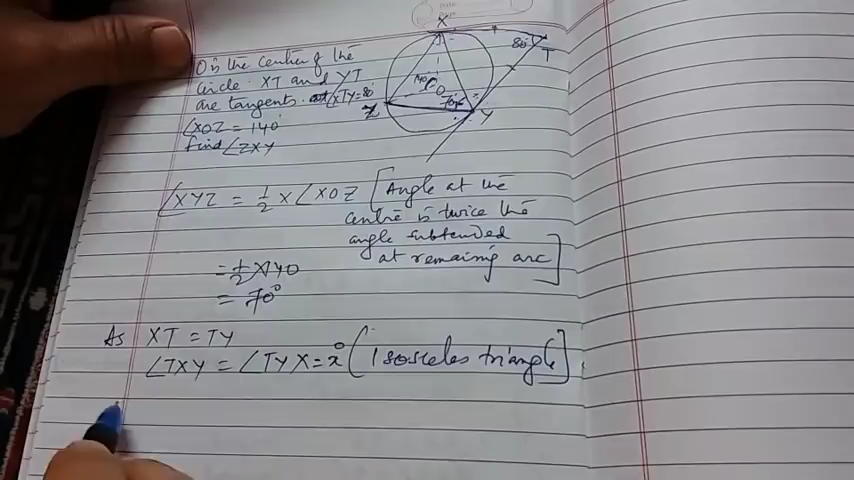 O is the center of the
circle. XT and YT
are tangents. ∠XTY=80°
∠XOZ = 140°
find ∠ZXY
X
80°
T
140°
O
70°
Z
Y
∠XYZ = 1/2 × ∠XOZ [Angle at the
centre is twice the
angle subtended
at remaining arc]
= 1/2 × 140
= 70°
As XT = TY
∠TXY = ∠TYX = x° [Isosceles triangle]